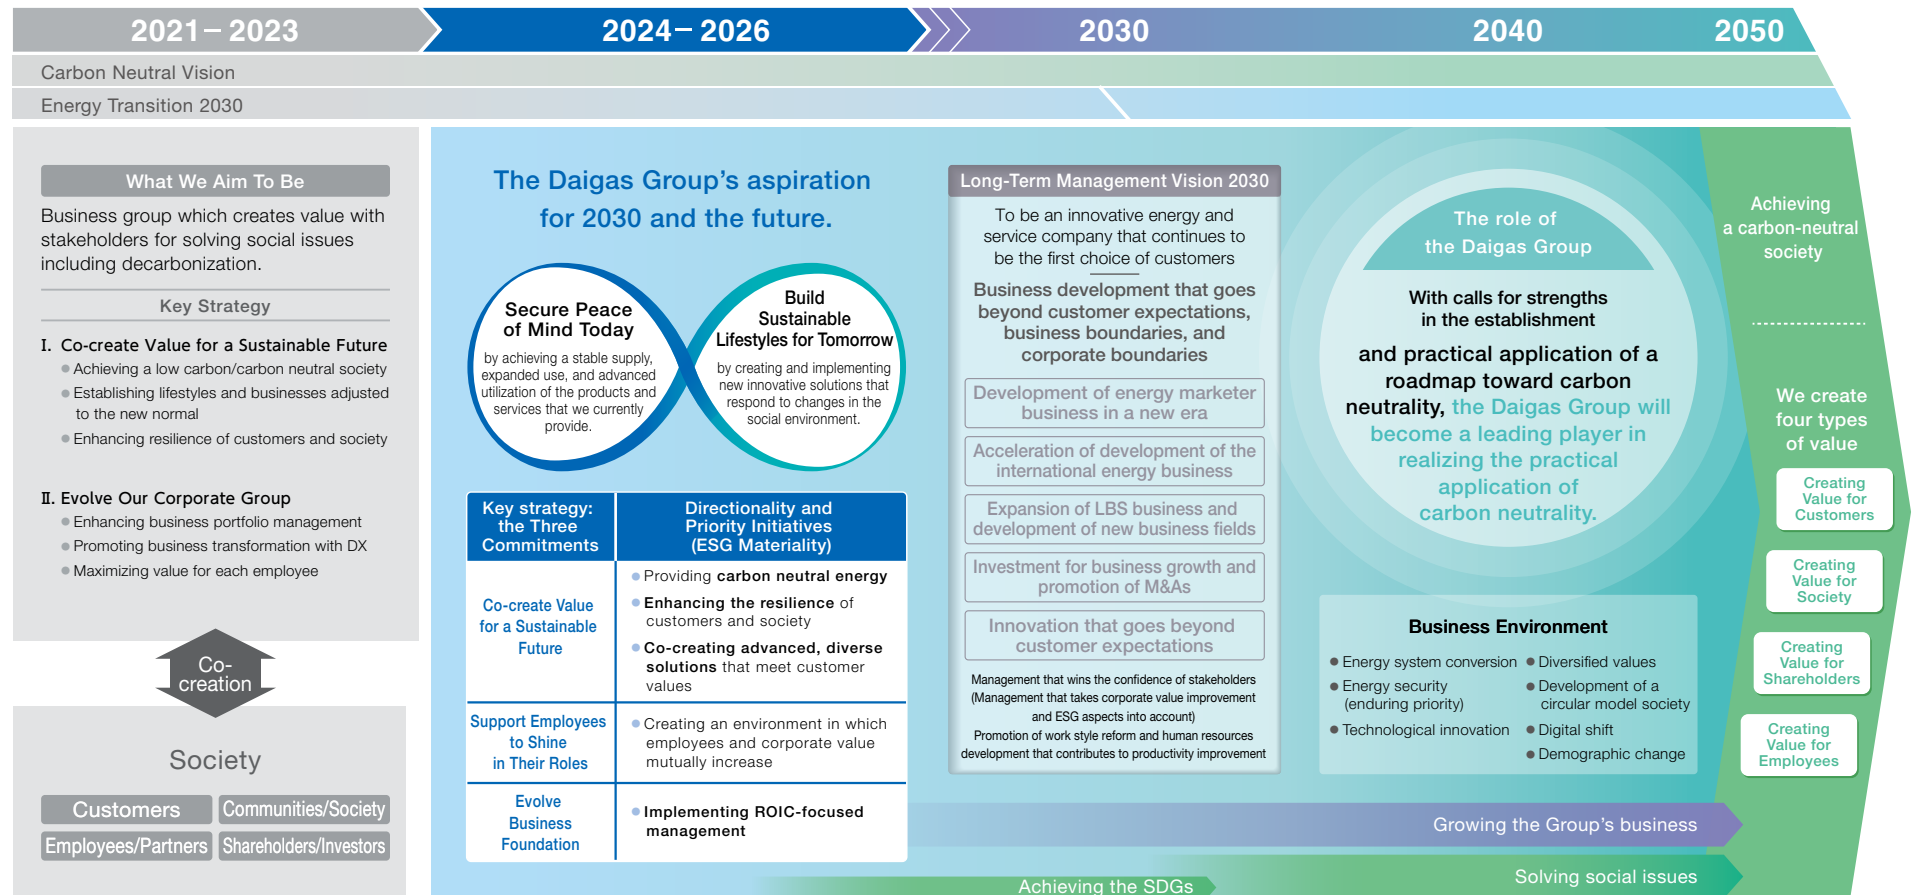 2021–2023
2024–2026
2030
2040
2050
Carbon Neutral Vision
Energy Transition 2030
What We Aim To Be
Business group which creates value with
stakeholders for solving social issues
including decarbonization.
Key Strategy
I. Co-create Value for a Sustainable Future
● Achieving a low carbon/carbon neutral society
● Establishing lifestyles and businesses adjusted
to the new normal
● Enhancing resilience of customers and society
II. Evolve Our Corporate Group
● Enhancing business portfolio management
● Promoting business transformation with DX
● Maximizing value for each employee
Co-
creation
Society
Customers
Communities/Society
Employees/Partners
Shareholders/Investors
The Daigas Group's aspiration
for 2030 and the future.
Secure Peace
of Mind Today
by achieving a stable supply,
expanded use, and advanced
utilization of the products and
services that we currently
provide.
Build
Sustainable
Lifestyles for Tomorrow
by creating and implementing
new innovative solutions that
respond to changes in the
social environment.
Key strategy:
the Three
Commitments
Directionality and
Priority Initiatives
(ESG Materiality)
Co-create Value
for a Sustainable
Future
● Providing carbon neutral energy
● Enhancing the resilience of
customers and society
● Co-creating advanced, diverse
solutions that meet customer
values
Support Employees
to Shine
in Their Roles
● Creating an environment in which
employees and corporate value
mutually increase
Evolve
Business
Foundation
● Implementing ROIC-focused
management
Long-Term Management Vision 2030
To be an innovative energy and
service company that continues to
be the first choice of customers
Business development that goes
beyond customer expectations,
business boundaries, and
corporate boundaries
Development of energy marketer
business in a new era
Acceleration of development of the
international energy business
Expansion of LBS business and
development of new business fields
Investment for business growth and
promotion of M&As
Innovation that goes beyond
customer expectations
Management that wins the confidence of stakeholders
(Management that takes corporate value improvement
and ESG aspects into account)
Promotion of work style reform and human resources
development that contributes to productivity improvement
The role of
the Daigas Group
With calls for strengths
in the establishment
and practical application of a
roadmap toward carbon
neutrality, the Daigas Group will
become a leading player in
realizing the practical
application of
carbon neutrality.
Business Environment
● Energy system conversion
● Energy security
(enduring priority)
● Technological innovation
● Diversified values
● Development of a
circular model society
● Digital shift
● Demographic change
Achieving
a carbon-neutral
society
We create
four types
of value
Creating
Value for
Customers
Creating
Value for
Society
Creating
Value for
Shareholders
Creating
Value for
Employees
Growing the Group's business
Solving social issues
Achieving the SDGs